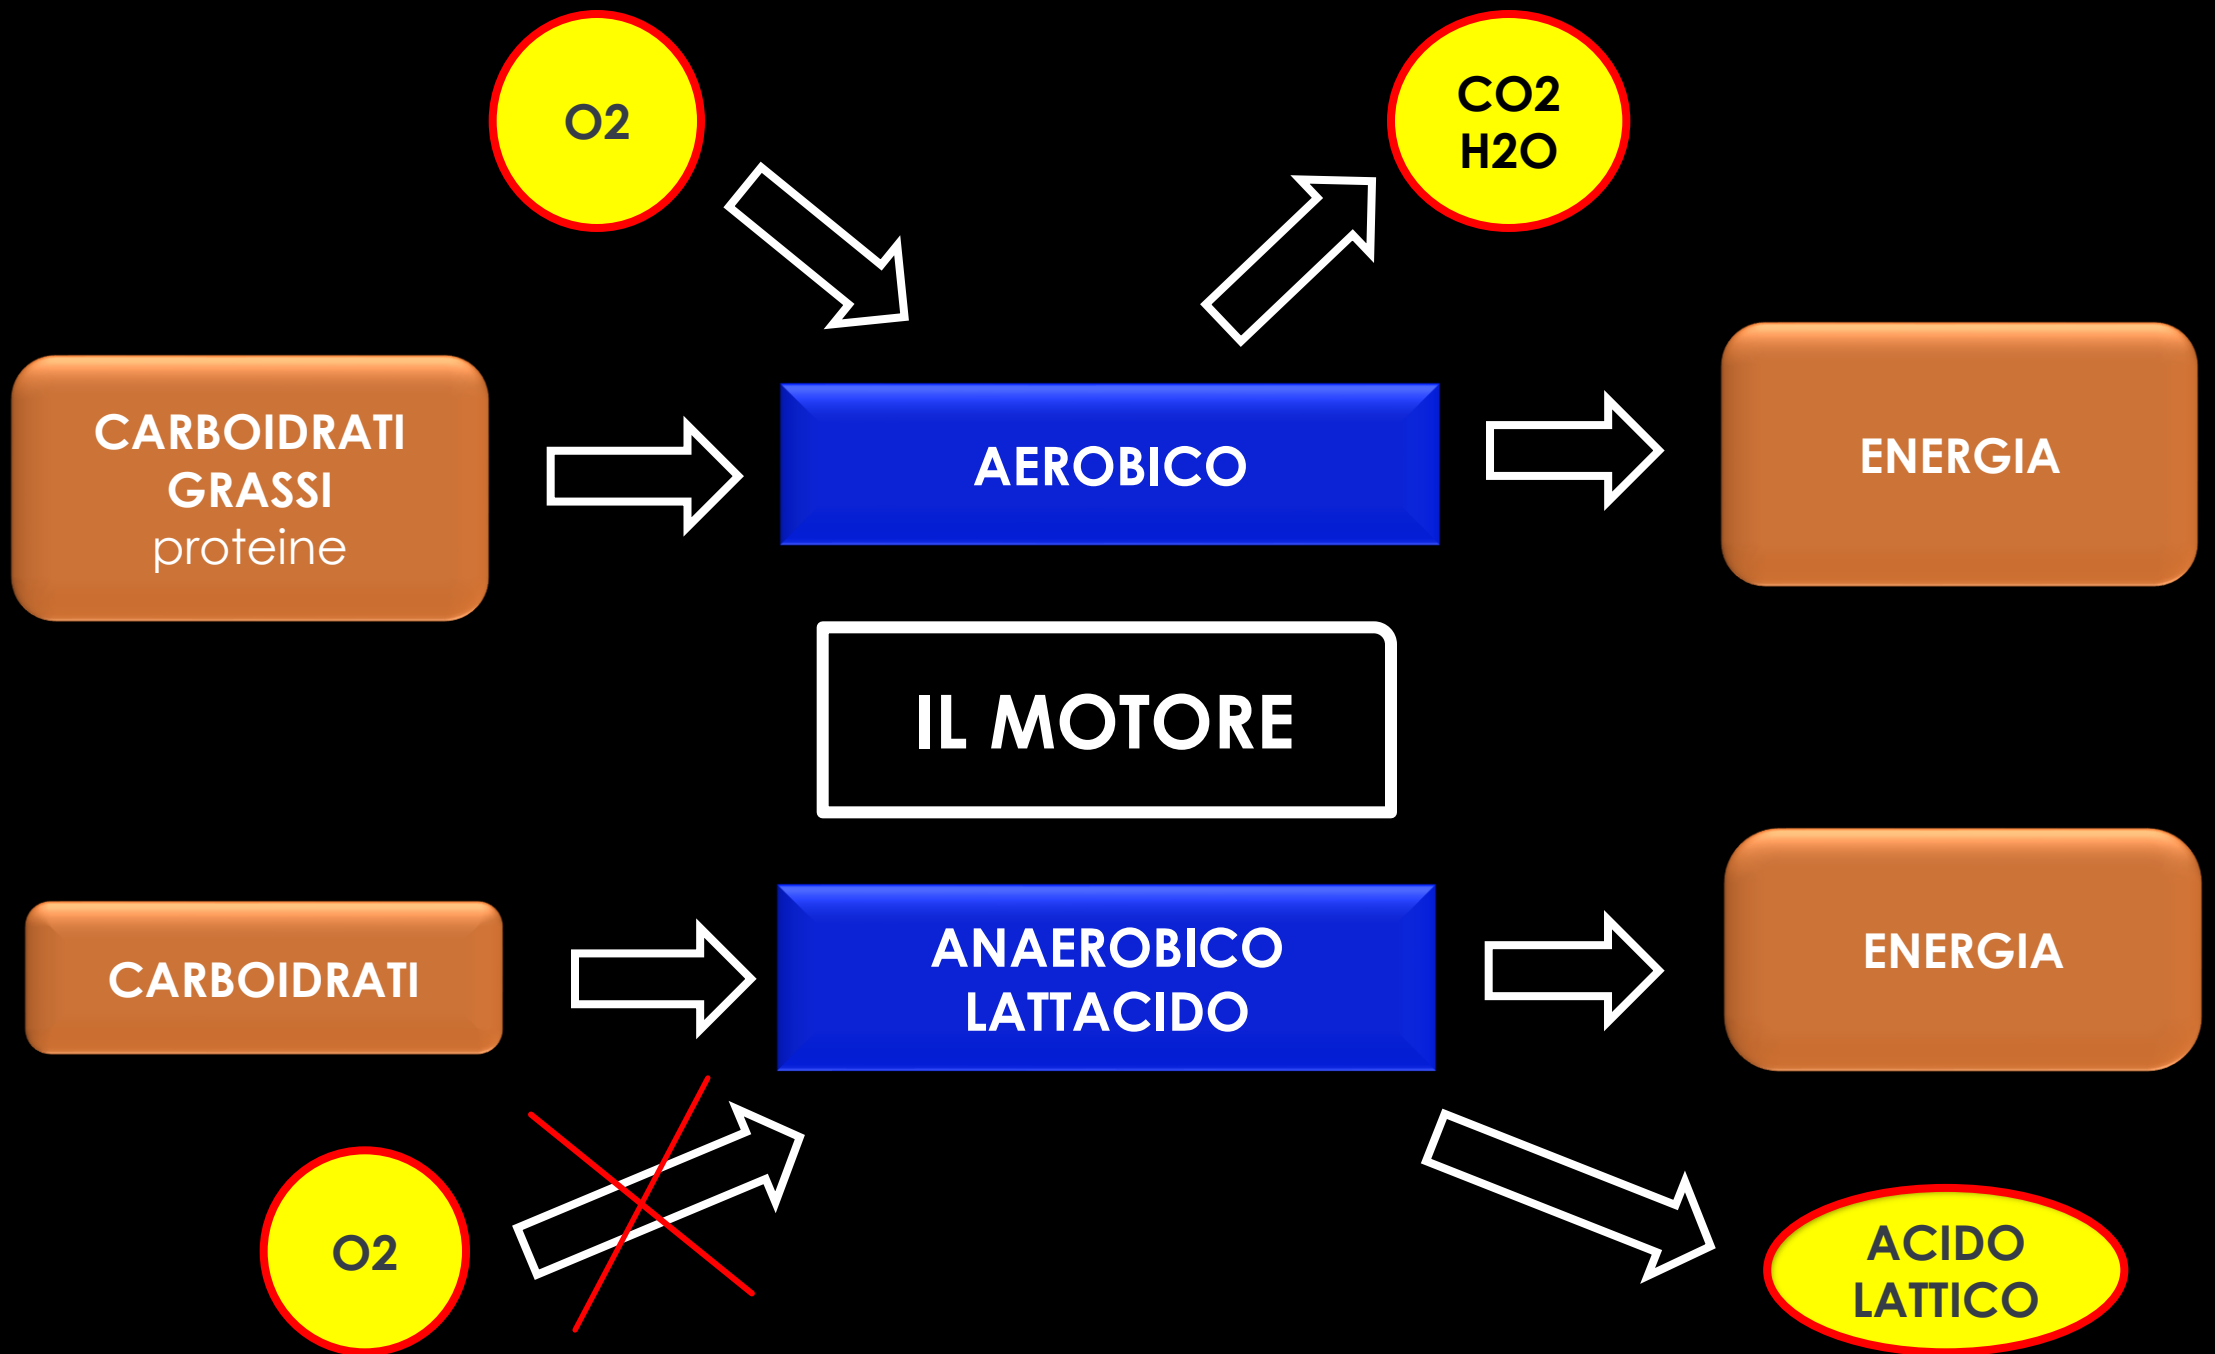 O2
CO2
H2O
CARBOIDRATI
GRASSI
proteine
AEROBICO
ENERGIA
IL MOTORE
CARBOIDRATI
ANAEROBICO
LATTACIDO
ENERGIA
O2
ACIDO
LATTICO